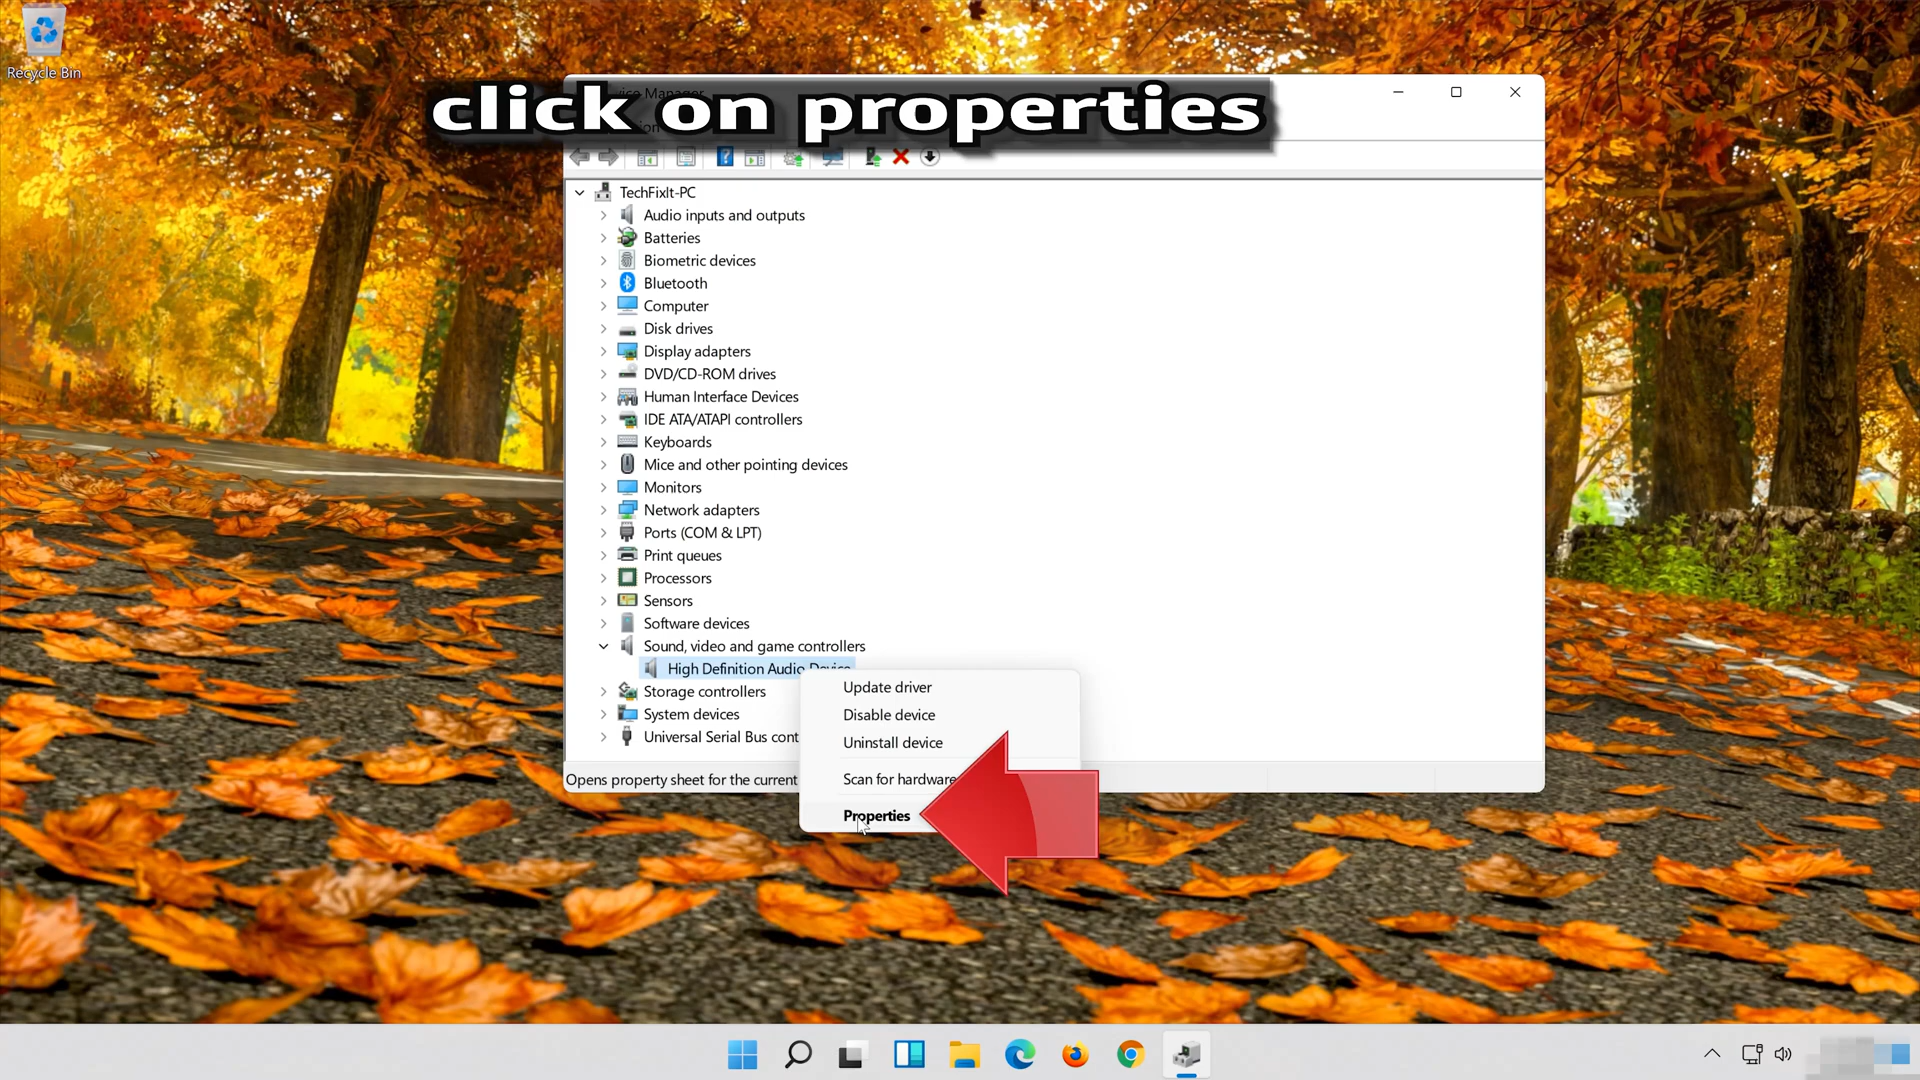 Recycle Bin
click on properties
TechFixIt-PC
Audio inputs and outputs
Batteries
Biometric devices
Bluetooth
Computer
Disk drives
Display adapters
DVD/CD-ROM drives
Human Interface Devices
IDE ATA/ATAPI controllers
Keyboards
Mice and other pointing devices
Monitors
Network adapters
Ports (COM & LPT)
Print queues
Processors
Sensors
Software devices
Sound, video and game controllers
High Definition Audio Device
Storage controllers
System devices
Universal Serial Bus cont
Update driver
Disable device
Uninstall device
Scan for hardware
Properties
Opens property sheet for the current